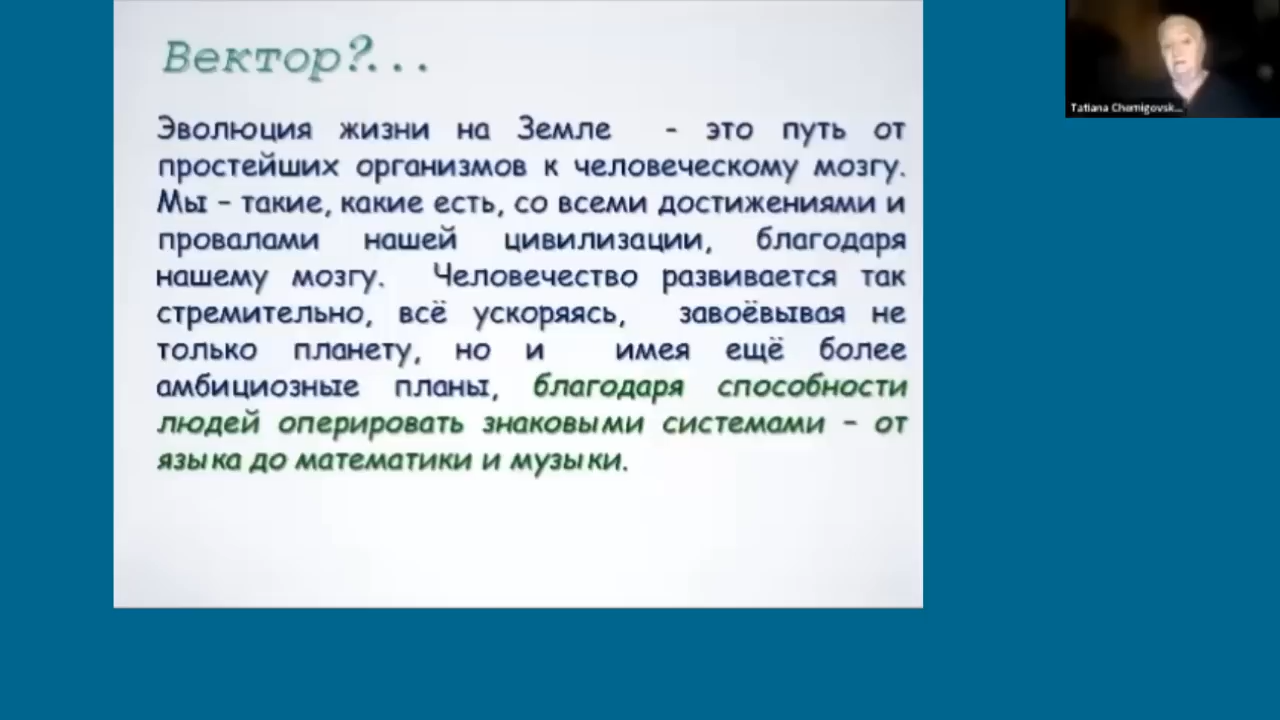 Вектор?...
Эволюция жизни на Земле - это путь от
простейших организмов к человеческому мозгу.
Мы – такие, какие есть, со всеми достижениями и
провалами нашей цивилизации, благодаря
нашему мозгу. Человечество развивается так
стремительно, всё ускоряясь, завоёвывая не
только планету, но и имея ещё более
амбициозные планы, благодаря способности
людей оперировать знаковыми системами – от
языка до математики и музыки.
Tatiana Chernigovsk...